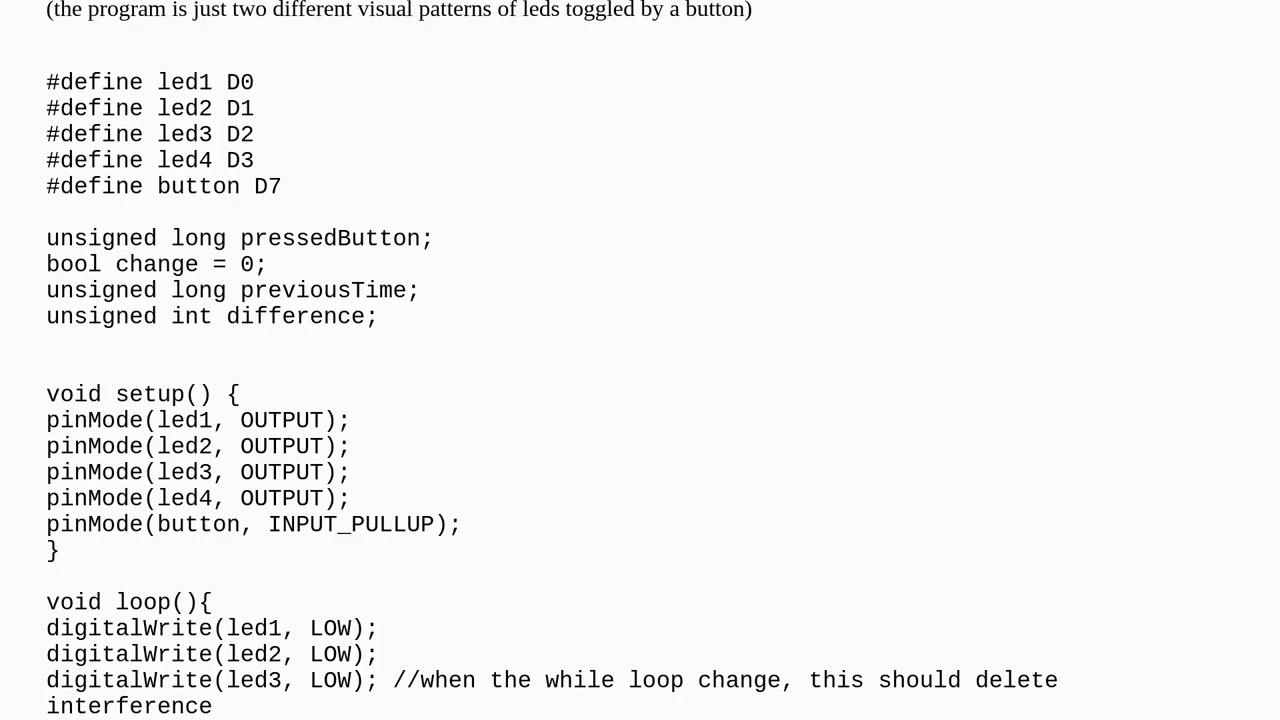 (the program is just two different visual patterns of leds toggled by a button)
#define led1 D0
#define led2 D1
#define led3 D2
#define led4 D3
#define button D7
unsigned long pressedButton;
bool change = 0;
unsigned long previousTime;
unsigned int difference;
void setup() {
pinMode(led1, OUTPUT);
pinMode(led2, OUTPUT);
pinMode(led3, OUTPUT);
pinMode(led4, OUTPUT);
pinMode(button, INPUT_PULLUP);
}
void loop(){
digitalWrite(led1, LOW);
digitalWrite(led2, LOW);
digitalWrite(led3, LOW); //when the while loop change, this should delete
interference